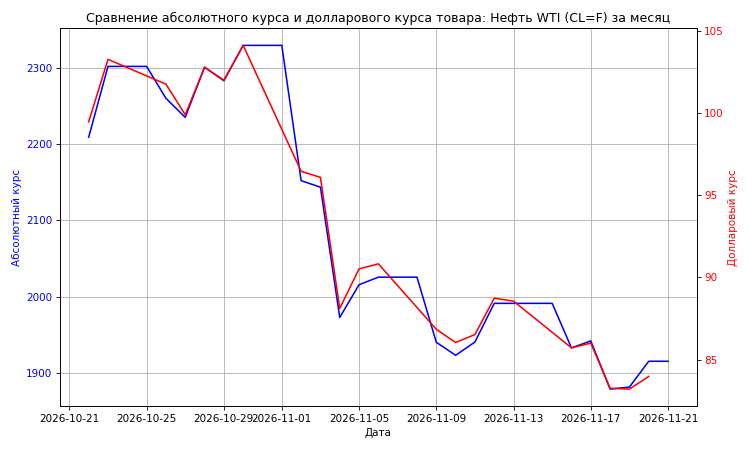 Сравнение абсолютного курса и долларового курса товара: Нефть WTI (CL=F) за месяц
Абсолютный курс
2300
2200
2100
2000
1900
105
100
95
90
85
Долларовый курс
2026-10-21 2026-10-25 2026-10-29 2026-11-01 2026-11-05 2026-11-09 2026-11-13 2026-11-17 2026-11-21
Дата